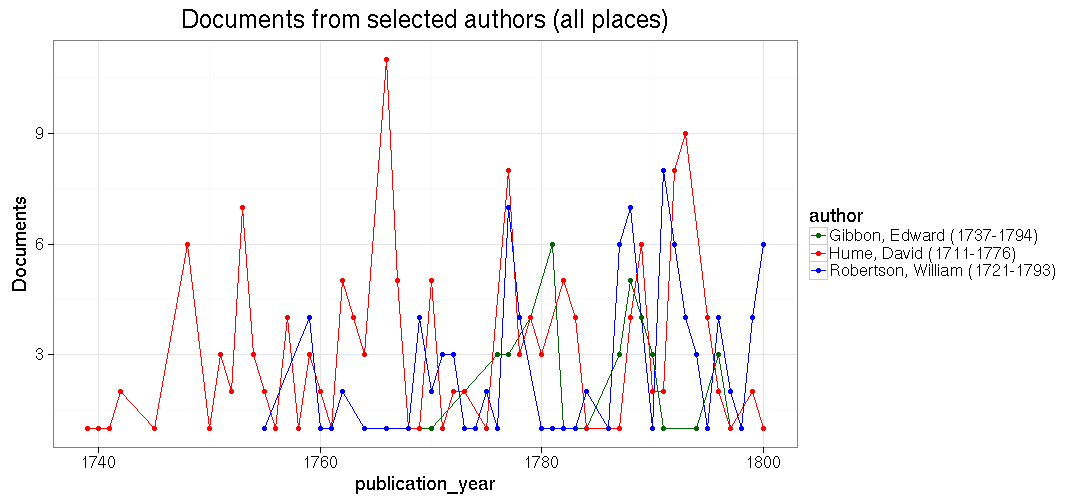 Documents from selected authors (all places)
Documents
9
6
3
1740
1760
1780
1800
publication_year
author
Gibbon, Edward (1737-1794)
Hume, David (1711-1776)
Robertson, William (1721-1793)